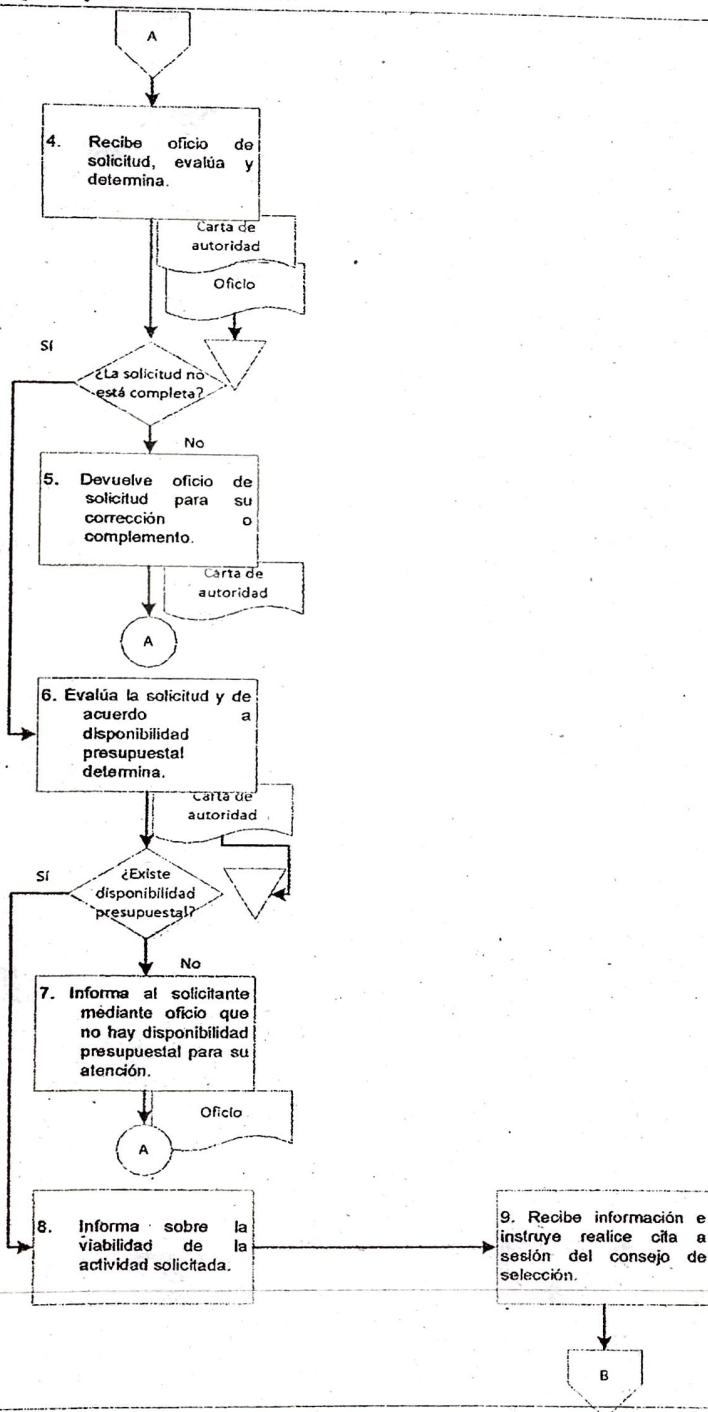 A
4. Recibe oficio de
solicitud, evalúa y
determina.
Carta de
autoridad
Oficio
Sí
¿La solicitud no
está completa?
No
5. Devuelve oficio de
solicitud para su
corrección o
complemento.
Carta de
autoridad
A
6. Evalúa la solicitud y de
acuerdo a
disponibilidad
presupuestal
determina.
Carta de
autoridad
Sí
¿Existe
disponibilidad
presupuestal?
No
7. Informa al solicitante
mediante oficio que
no hay disponibilidad
presupuestal para su
atención.
Oficio
A
8. Informa sobre la
viabilidad de la
actividad solicitada.
9. Recibe información e
instruye realice cita a
sesión del consejo de
selección.
B